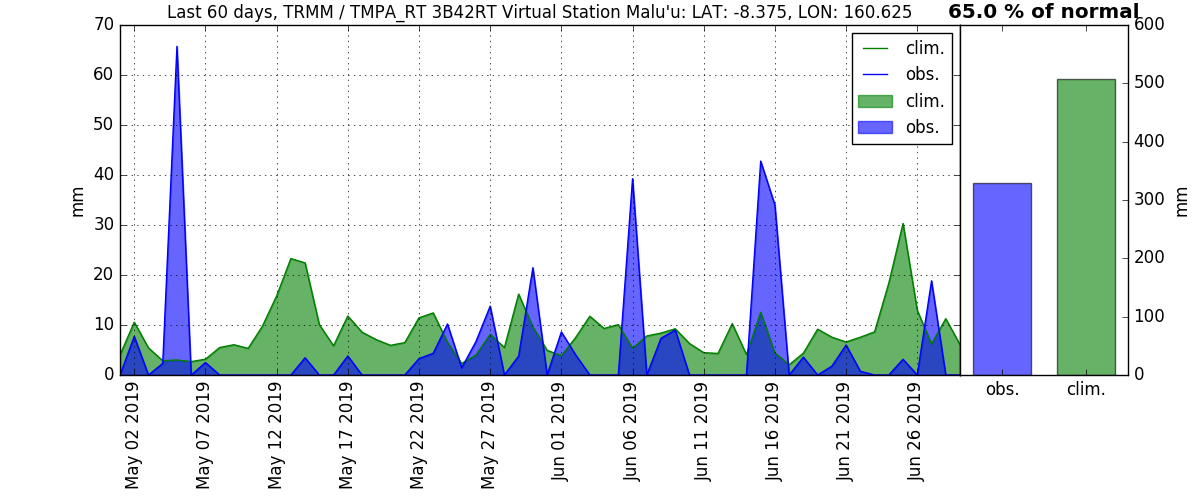 Last 60 days, TRMM / TMPA_RT 3B42RT Virtual Station Malu'u: LAT: -8.375, LON: 160.625
65.0 % of normal
70
60
50
40
30
20
10
0
mm
clim.
obs.
clim.
obs.
May 02 2019
May 07 2019
May 12 2019
May 17 2019
May 22 2019
May 27 2019
Jun 01 2019
Jun 06 2019
Jun 11 2019
Jun 16 2019
Jun 21 2019
Jun 26 2019
obs.
clim.
600
500
400
300
200
100
0
mm